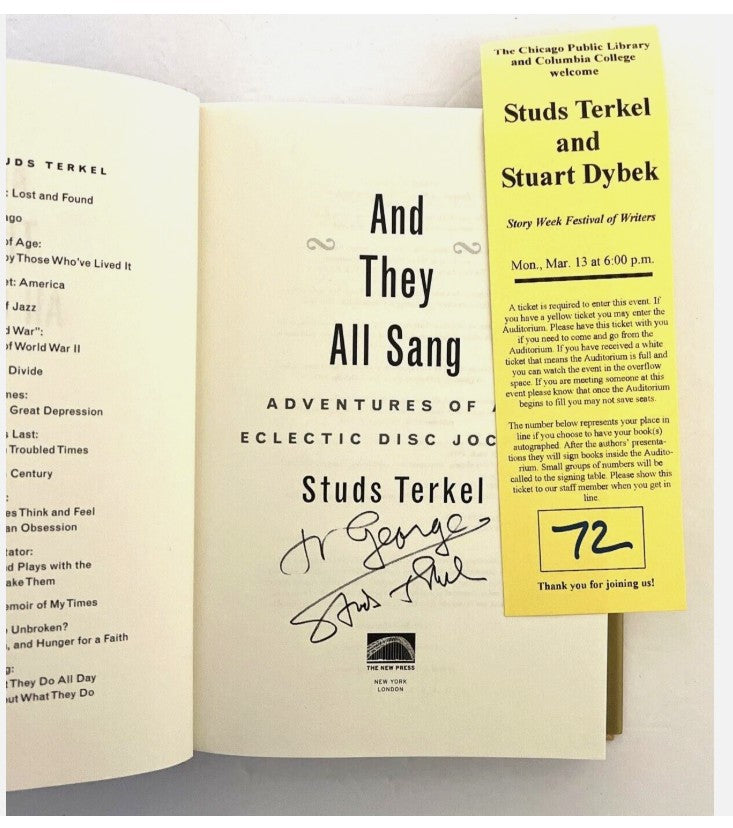 UDS TERKEL
: Lost and Found
ago
of Age:
by Those Who've Lived It
et: America
f Jazz
d War":
of World War II
Divide
mes:
Great Depression
Last:
Troubled Times
Century
:
es Think and Feel
an Obsession
tator:
d Plays with the
ake Them
emoir of My Times
Unbroken?
, and Hunger for a Faith
g:
They Do All Day
out What They Do
And
They
All Sang
ADVENTURES OF A
ECLECTIC DISC JOC
Studs Terkel
for George
Studs Terkel
THE NEW PRESS
NEW YORK
LONDON
The Chicago Public Library
and Columbia College
welcome
Studs Terkel
and
Stuart Dybek
Story Week Festival of Writers
Mon., Mar. 13 at 6:00 p.m.
A ticket is required to enter this event. If
you have a yellow ticket you may enter the
Auditorium. Please have this ticket with you
if you need to come and go from the
Auditorium. If you have received a white
ticket that means the Auditorium is full and
you can watch the event in the overflow
space. If you are meeting someone at this
event please know that once the Auditorium
begins to fill you may not save seats.
The number below represents your place in
line if you choose to have your book(s)
autographed. After the authors' presenta-
tions they will sign books inside the Audito-
rium. Small groups of numbers will be
called to the signing table. Please show this
ticket to our staff member when you get in
line.
72
Thank you for joining us!